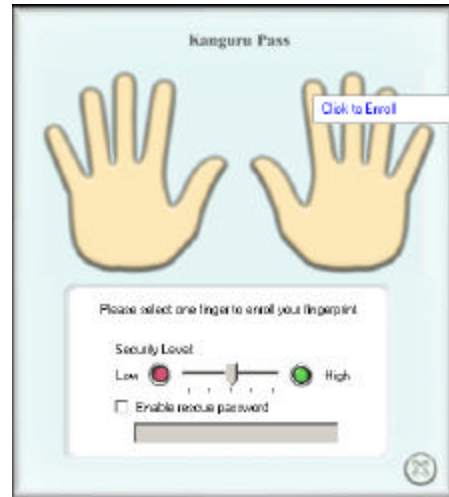 Kanguru Pass
Click to Enroll
Please select one finger to enroll your fingerprint
Security Level:
Low High
Enable rescue password